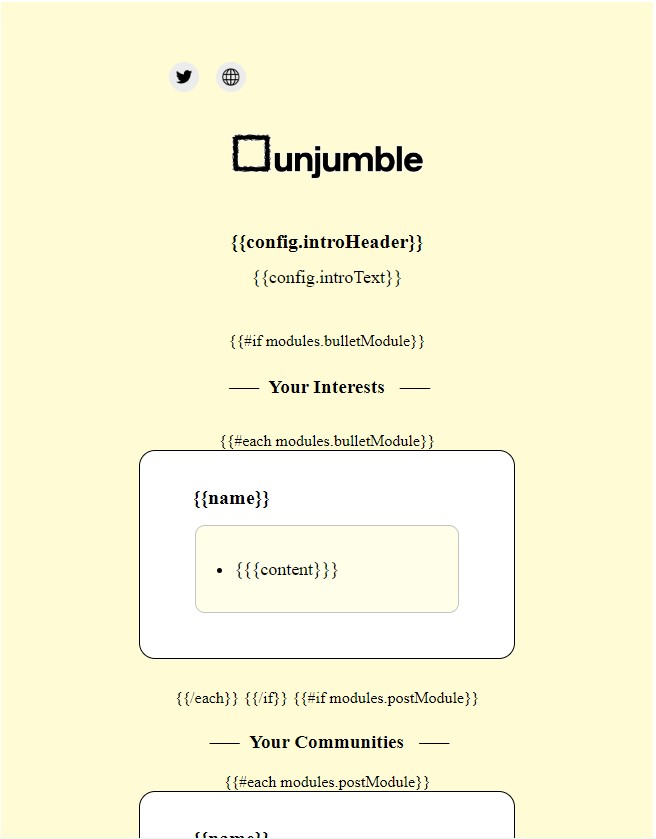 unjumble
{{config.introHeader}}
{{config.introText}}
{{#if modules.bulletModule}}
Your Interests
{{#each modules.bulletModule}}
{{name}}
• {{{content}}}
{{/each}} {{/if}} {{#if modules.postModule}}
Your Communities
{{#each modules.postModule}}
{{name}}